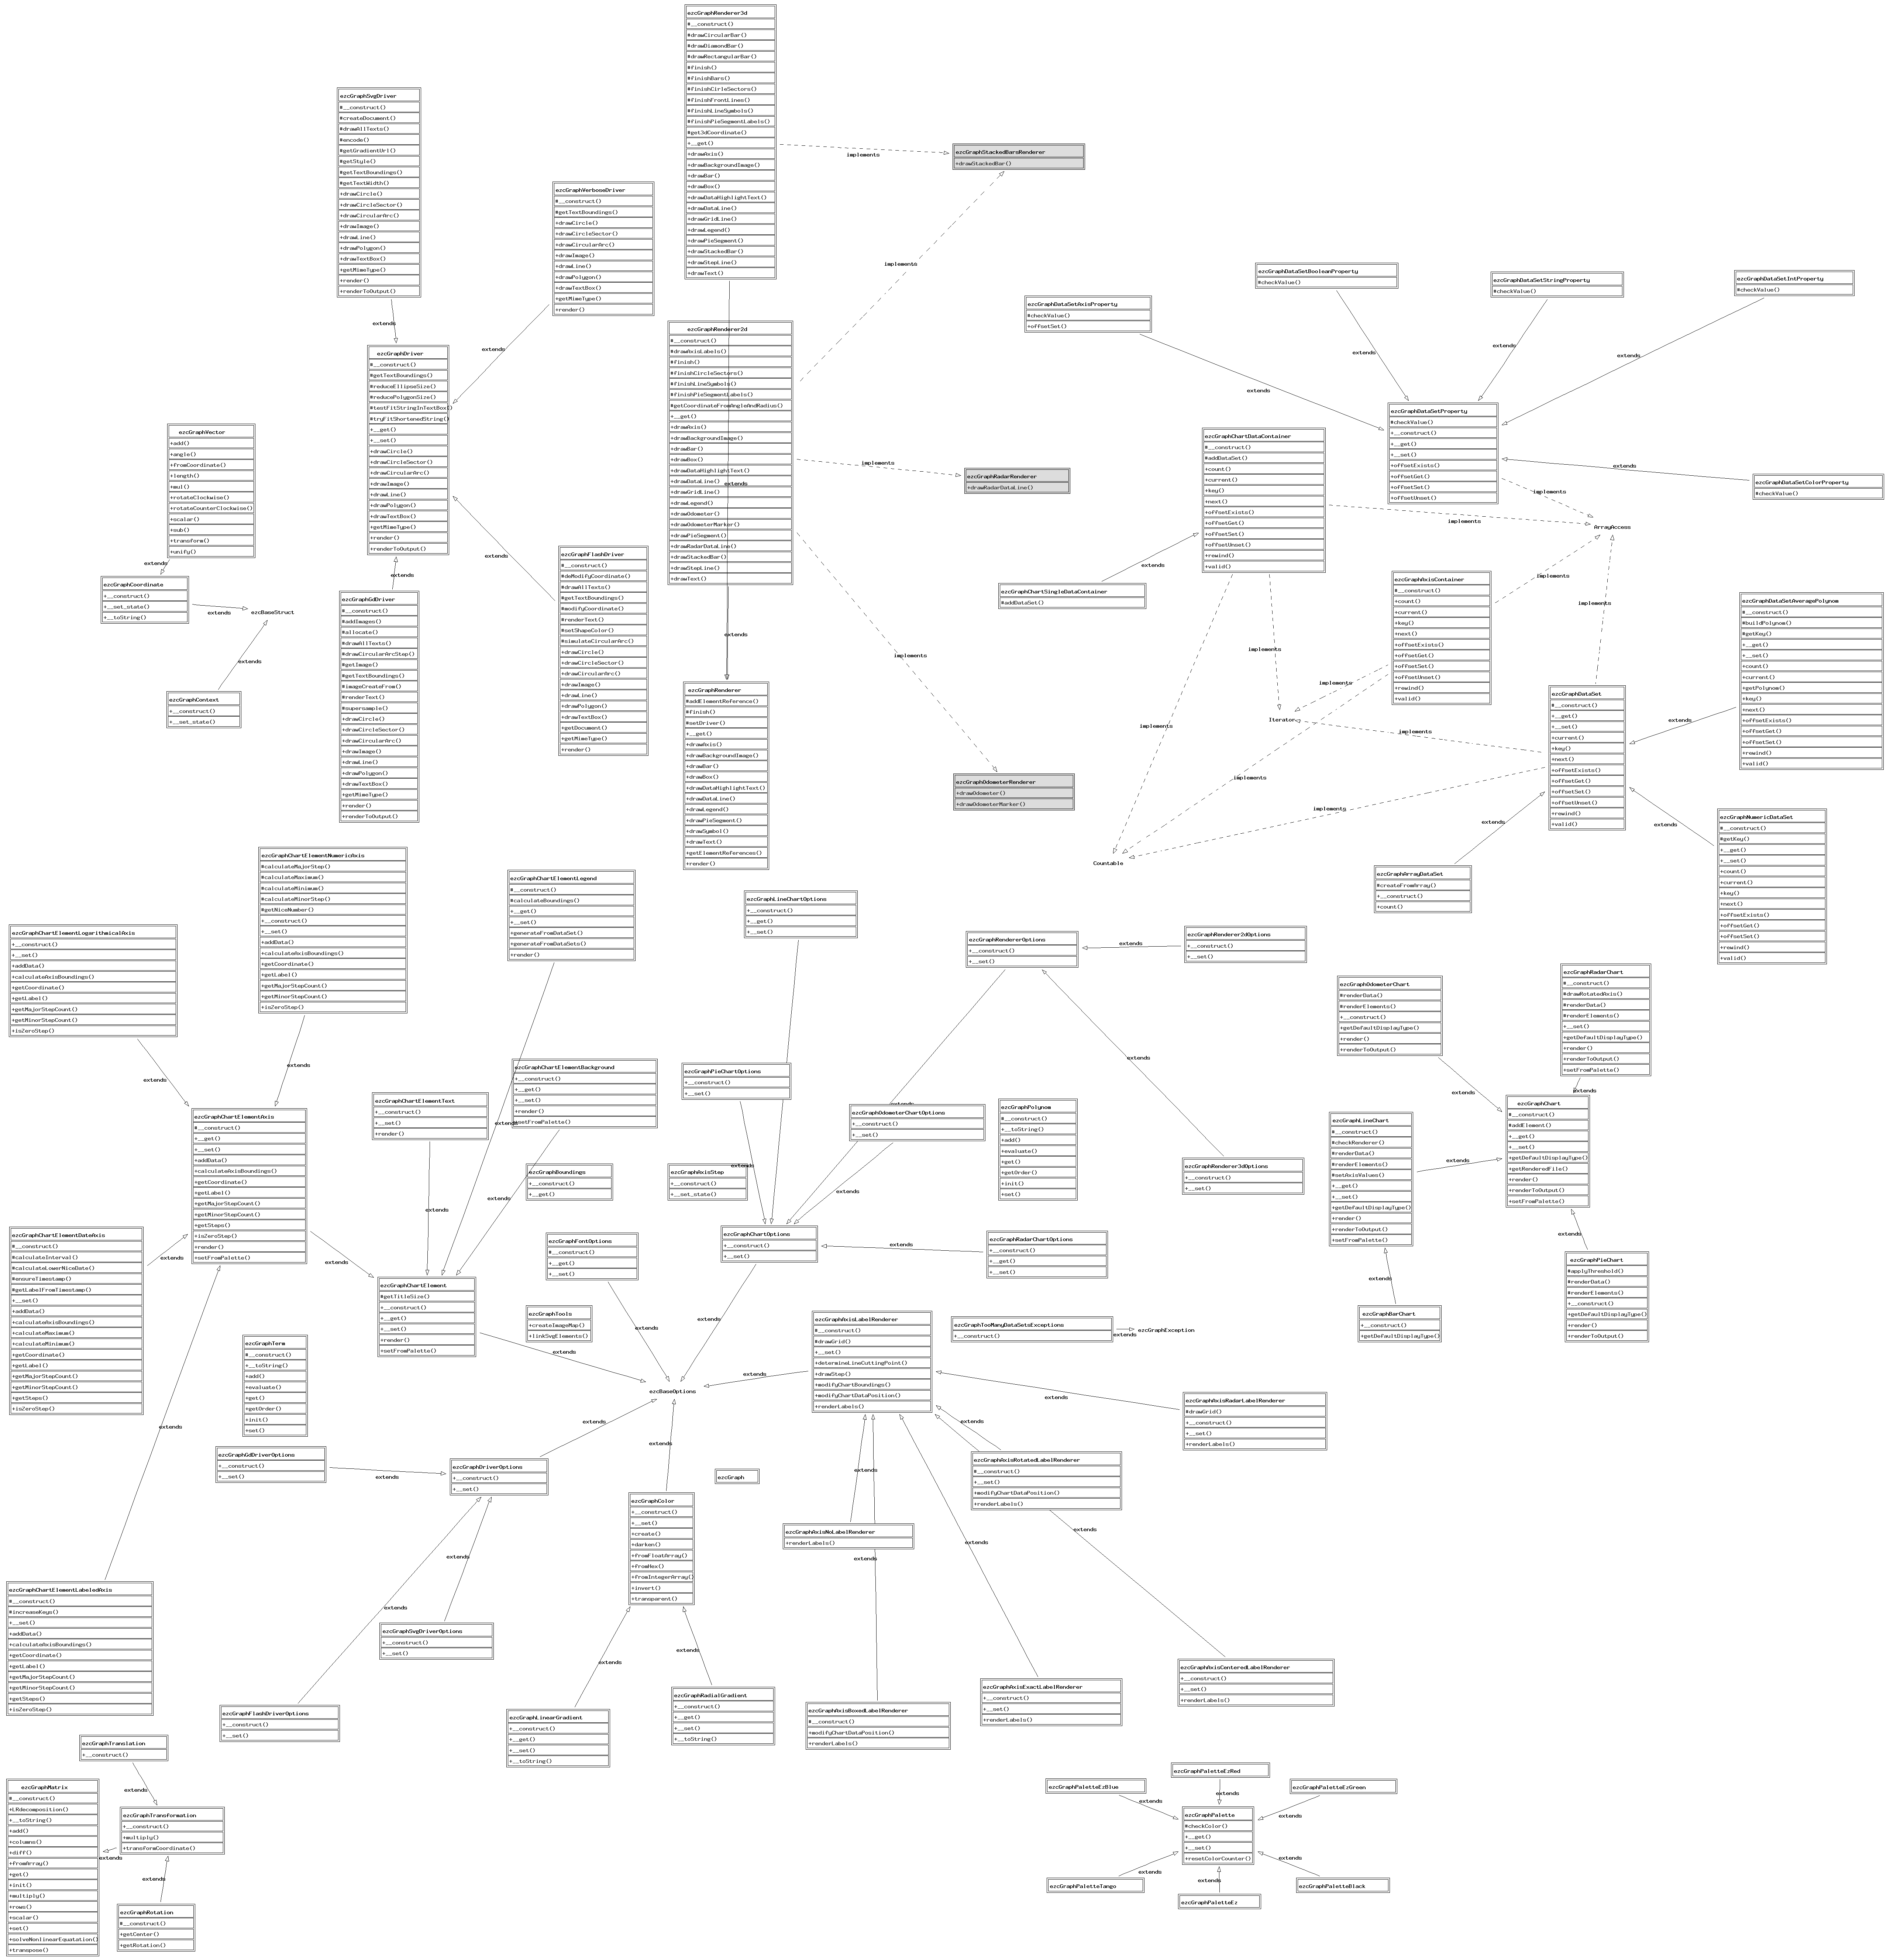 ezcGraphRenderer3d
#__construct()
#drawCircularBar()
#drawDiamondBar()
#drawRectangularBar()
#finish()
#finishBars()
#finishCirleSectors()
#finishFrontLines()
#finishLineSymbols()
#finishPieSegmentLabels()
#get3dCoordinate()
+__get()
+drawAxis()
+drawBackgroundImage()
+drawBar()
+drawBox()
+drawDataHighlightText()
+drawDataLine()
+drawGridLine()
+drawLegend()
+drawPieSegment()
+drawStackedBar()
+drawStepLine()
+drawText()
ezcGraphSvgDriver
#__construct()
#createDocument()
#drawAllTexts()
#encode()
#getGradientUrl()
#getStyle()
#getTextBoundings()
#getTextWidth()
+drawCircle()
+drawCircleSector()
+drawCircularArc()
+drawImage()
+drawLine()
+drawPolygon()
+drawTextBox()
+getMimeType()
+render()
+renderToOutput()
extends
ezcGraphVerboseDriver
#__construct()
#getTextBoundings()
+drawCircle()
+drawCircleSector()
+drawCircularArc()
+drawImage()
+drawLine()
+drawPolygon()
+drawTextBox()
+getMimeType()
+render()
extends
implements
ezcGraphStackedBarsRenderer
+drawStackedBar()
implements
ezcGraphDriver
#__construct()
#getTextBoundings()
#reduceEllipseSize()
#reducePolygonSize()
#testFitStringInTextBox()
#tryFitShortenedString()
+__get()
+__set()
+drawCircle()
+drawCircleSector()
+drawCircularArc()
+drawImage()
+drawLine()
+drawPolygon()
+drawTextBox()
+getMimeType()
+render()
+renderToOutput()
extends
extends
ezcGraphRenderer2d
#__construct()
#drawAxisLabels()
#finish()
#finishCircleSectors()
#finishLineSymbols()
#finishPieSegmentLabels()
#getCoordinateFromAngleAndRadius()
+__get()
+drawAxis()
+drawBackgroundImage()
+drawBar()
+drawBox()
+drawDataHighlightText()
+drawDataLine()
extends
+drawGridLine()
+drawLegend()
+drawOdometer()
+drawOdometerMarker()
+drawPieSegment()
+drawRadarDataLine()
+drawStackedBar()
+drawStepLine()
+drawText()
extends
implements
ezcGraphRadarRenderer
+drawRadarDataLine()
implements
ezcGraphOdometerRenderer
+drawOdometer()
+drawOdometerMarker()
ezcGraphDataSetBooleanProperty
#checkValue()
ezcGraphDataSetStringProperty
#checkValue()
ezcGraphDataSetIntProperty
#checkValue()
ezcGraphDataSetAxisProperty
#checkValue()
+offsetSet()
extends
extends
extends
extends
ezcGraphDataSetProperty
#checkValue()
+__construct()
+__get()
+__set()
+offsetExists()
+offsetGet()
+offsetSet()
+offsetUnset()
extends
ezcGraphDataSetColorProperty
#checkValue()
implements
implements
ArrayAccess
ezcGraphChartDataContainer
#__construct()
#addDataSet()
+count()
+current()
+key()
+next()
+offsetExists()
+offsetGet()
+offsetSet()
+offsetUnset()
+rewind()
+valid()
extends
ezcGraphChartSingleDataContainer
#addDataSet()
ezcGraphVector
+add()
+angle()
+fromCoordinate()
+length()
+mul()
+rotateClockwise()
+rotateCounterClockwise()
+scalar()
+sub()
+transform()
+unify()
extends
ezcGraphCoordinate
+__construct()
+__set_state()
+__toString()
extends
ezcBaseStruct
extends
ezcGraphContext
+__construct()
+__set_state()
ezcGraphGdDriver
#__construct()
#addImages()
#allocate()
#drawAllTexts()
#drawCircularArcStep()
#getImage()
#getTextBoundings()
#imageCreateFrom()
#renderText()
#supersample()
+drawCircle()
+drawCircleSector()
+drawCircularArc()
+drawImage()
+drawLine()
+drawPolygon()
+drawTextBox()
+getMimeType()
+render()
+renderToOutput()
ezcGraphFlashDriver
#__construct()
#deModifyCoordinate()
#drawAllTexts()
#getTextBoundings()
#modifyCoordinate()
#renderText()
#setShapeColor()
#simulateCircularArc()
+drawCircle()
+drawCircleSector()
+drawCircularArc()
+drawImage()
+drawLine()
+drawPolygon()
+drawTextBox()
+getDocument()
+getMimeType()
+render()
ezcGraphRenderer
#addElementReference()
#finish()
#setDriver()
+__get()
+drawAxis()
+drawBackgroundImage()
+drawBar()
+drawBox()
+drawDataHighlightText()
+drawDataLine()
+drawLegend()
+drawPieSegment()
+drawSymbol()
+drawText()
+getElementReferences()
+render()
ezcGraphAxisContainer
#__construct()
+count()
+current()
+key()
+next()
+offsetExists()
+offsetGet()
+offsetSet()
+offsetUnset()
+rewind()
+valid()
implements
implements
implements
Iterator
implements
implements
implements
implements
Countable
ezcGraphDataSet
#__construct()
+__get()
+__set()
+current()
+key()
+next()
+offsetExists()
+offsetGet()
+offsetSet()
+offsetUnset()
+rewind()
+valid()
ezcGraphDataSetAveragePolynom
#__construct()
#buildPolynom()
#getKey()
+__get()
+__set()
+count()
+current()
+getPolynom()
+key()
+next()
+offsetExists()
+offsetGet()
+offsetSet()
+rewind()
+valid()
extends
extends
extends
ezcGraphArrayDataSet
#createFromArray()
+__construct()
+count()
ezcGraphNumericDataSet
#__construct()
#getKey()
+__get()
+__set()
+count()
+current()
+key()
+next()
+offsetExists()
+offsetGet()
+offsetSet()
+rewind()
+valid()
ezcGraphChartElementNumericAxis
#calculateMajorStep()
#calculateMaximum()
#calculateMinimum()
#calculateMinorStep()
#getNiceNumber()
+__construct()
+__set()
+addData()
+calculateAxisBoundings()
+getCoordinate()
+getLabel()
+getMajorStepCount()
+getMinorStepCount()
+isZeroStep()
ezcGraphChartElementLogarithmicalAxis
+__construct()
+__set()
+addData()
+calculateAxisBoundings()
+getCoordinate()
+getLabel()
+getMajorStepCount()
+getMinorStepCount()
+isZeroStep()
extends
extends
ezcGraphChartElementAxis
#__construct()
+__get()
+__set()
+addData()
+calculateAxisBoundings()
+getCoordinate()
+getLabel()
+getMajorStepCount()
+getMinorStepCount()
+getSteps()
+isZeroStep()
+render()
+setFromPalette()
extends
ezcGraphChartElementLegend
#__construct()
#calculateBoundings()
+__get()
+__set()
+generateFromDataSet()
+generateFromDataSets()
+render()
extends
ezcGraphChartElementBackground
+__construct()
+__get()
+__set()
+render()
+setFromPalette()
extends
ezcGraphChartElementText
+__construct()
+__set()
+render()
extends
ezcGraphBoundings
+__construct()
+__get()
ezcGraphLineChartOptions
+__construct()
+__get()
+__set()
ezcGraphPieChartOptions
+__construct()
+__set()
extends
ezcGraphAxisStep
+__construct()
+__set_state()
ezcGraphRendererOptions
+__construct()
+__set()
extends
ezcGraphRenderer2dOptions
+__construct()
+__set()
extends
extends
ezcGraphOdometerChartOptions
+__construct()
+__set()
extends
ezcGraphPolynom
#__construct()
+__toString()
+add()
+evaluate()
+get()
+getOrder()
+init()
+set()
ezcGraphRenderer3dOptions
+__construct()
+__set()
ezcGraphOdometerChart
#renderData()
#renderElements()
+__construct()
+getDefaultDisplayType()
+render()
+renderToOutput()
extends
ezcGraphRadarChart
#__construct()
#drawRotatedAxis()
#renderData()
#renderElements()
+__set()
+getDefaultDisplayType()
+render()
+renderToOutput()
+setFromPalette()
extends
ezcGraphChart
#__construct()
#addElement()
+__get()
+__set()
+getDefaultDisplayType()
+getRenderedFile()
+render()
+renderToOutput()
+setFromPalette()
ezcGraphLineChart
#__construct()
#checkRenderer()
#renderData()
#renderElements()
#setAxisValues()
+__get()
+__set()
+getDefaultDisplayType()
+render()
+renderToOutput()
+setFromPalette()
extends
extends
ezcGraphBarChart
+__construct()
+getDefaultDisplayType()
extends
ezcGraphPieChart
#applyThreshold()
#renderData()
#renderElements()
+__construct()
+getDefaultDisplayType()
+render()
+renderToOutput()
ezcGraphChartElementDateAxis
#__construct()
#calculateInterval()
#calculateLowerNiceDate()
#ensureTimestamp()
#getLabelFromTimestamp()
+__set()
+addData()
+calculateAxisBoundings()
+calculateMaximum()
+calculateMinimum()
+getCoordinate()
+getLabel()
+getMajorStepCount()
+getMinorStepCount()
+getSteps()
+isZeroStep()
extends
extends
ezcGraphChartElement
#getTitleSize()
+__construct()
+__get()
+__set()
+render()
+setFromPalette()
extends
ezcGraphFontOptions
#__construct()
+__get()
+__set()
extends
ezcGraphTools
+createImageMap()
+linkSvgElements()
ezcGraphChartOptions
+__construct()
+__set()
extends
extends
ezcGraphRadarChartOptions
+__construct()
+__get()
+__set()
ezcGraphTerm
#__construct()
+__toString()
+add()
+evaluate()
+get()
+getOrder()
+init()
+set()
ezcBaseOptions
extends
ezcGraphAxisLabelRenderer
#__construct()
#drawGrid()
+__set()
+determineLineCuttingPoint()
+drawStep()
+modifyChartBoundings()
+modifyChartDataPosition()
+renderLabels()
ezcGraphTooManyDataSetsExceptions
+__construct()
extends
ezcGraphException
extends
ezcGraphAxisRadarLabelRenderer
#drawGrid()
+__construct()
+__set()
+renderLabels()
extends
ezcGraphAxisRotatedLabelRenderer
#__construct()
+__set()
+modifyChartDataPosition()
+renderLabels()
ezcGraphGdDriverOptions
+__construct()
+__set()
extends
ezcGraphDriverOptions
+__construct()
+__set()
extends
extends
ezcGraph
ezcGraphColor
+__construct()
+__set()
+create()
+darken()
+fromFloatArray()
+fromHex()
+fromIntegerArray()
+invert()
+transparent()
extends
ezcGraphAxisNoLabelRenderer
+renderLabels()
extends
extends
extends
extends
extends
ezcGraphSvgDriverOptions
+__construct()
+__set()
ezcGraphChartElementLabeledAxis
#__construct()
#increaseKeys()
+__set()
+addData()
+calculateAxisBoundings()
+getCoordinate()
+getLabel()
+getMajorStepCount()
+getMinorStepCount()
+getSteps()
+isZeroStep()
ezcGraphFlashDriverOptions
+__construct()
+__set()
extends
extends
ezcGraphLinearGradient
+__construct()
+__get()
+__set()
+__toString()
ezcGraphRadialGradient
+__construct()
+__get()
+__set()
+__toString()
ezcGraphAxisBoxedLabelRenderer
#__construct()
+modifyChartDataPosition()
+renderLabels()
ezcGraphAxisExactLabelRenderer
+__construct()
+__set()
+renderLabels()
ezcGraphAxisCenteredLabelRenderer
+__construct()
+__set()
+renderLabels()
ezcGraphTranslation
+__construct()
extends
ezcGraphMatrix
#__construct()
+LRdecomposition()
+__toString()
+add()
+columns()
+diff()
+fromArray()
+get()
+init()
+multiply()
+rows()
+scalar()
+set()
+solveNonlinearEquatation()
+transpose()
ezcGraphTransformation
+__construct()
+multiply()
+transformCoordinate()
extends
extends
ezcGraphRotation
#__construct()
+getCenter()
+getRotation()
ezcGraphPaletteEzBlue
ezcGraphPaletteEzRed
ezcGraphPaletteEzGreen
extends
extends
extends
ezcGraphPalette
#checkColor()
+__get()
+__set()
+resetColorCounter()
extends
extends
extends
ezcGraphPaletteTango
ezcGraphPaletteEz
ezcGraphPaletteBlack